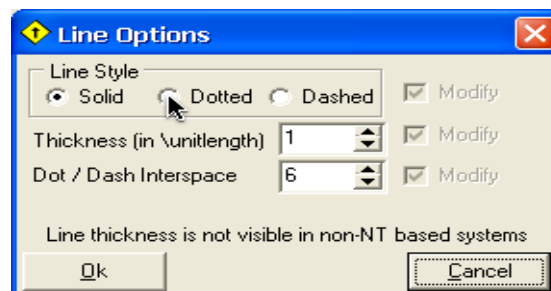 Line Options
Line Style
Solid Dotted Dashed Modify
Thickness (in \unitlength) 1 Modify
Dot / Dash Interspace 6 Modify
Line thickness is not visible in non-NT based systems
Ok Cancel